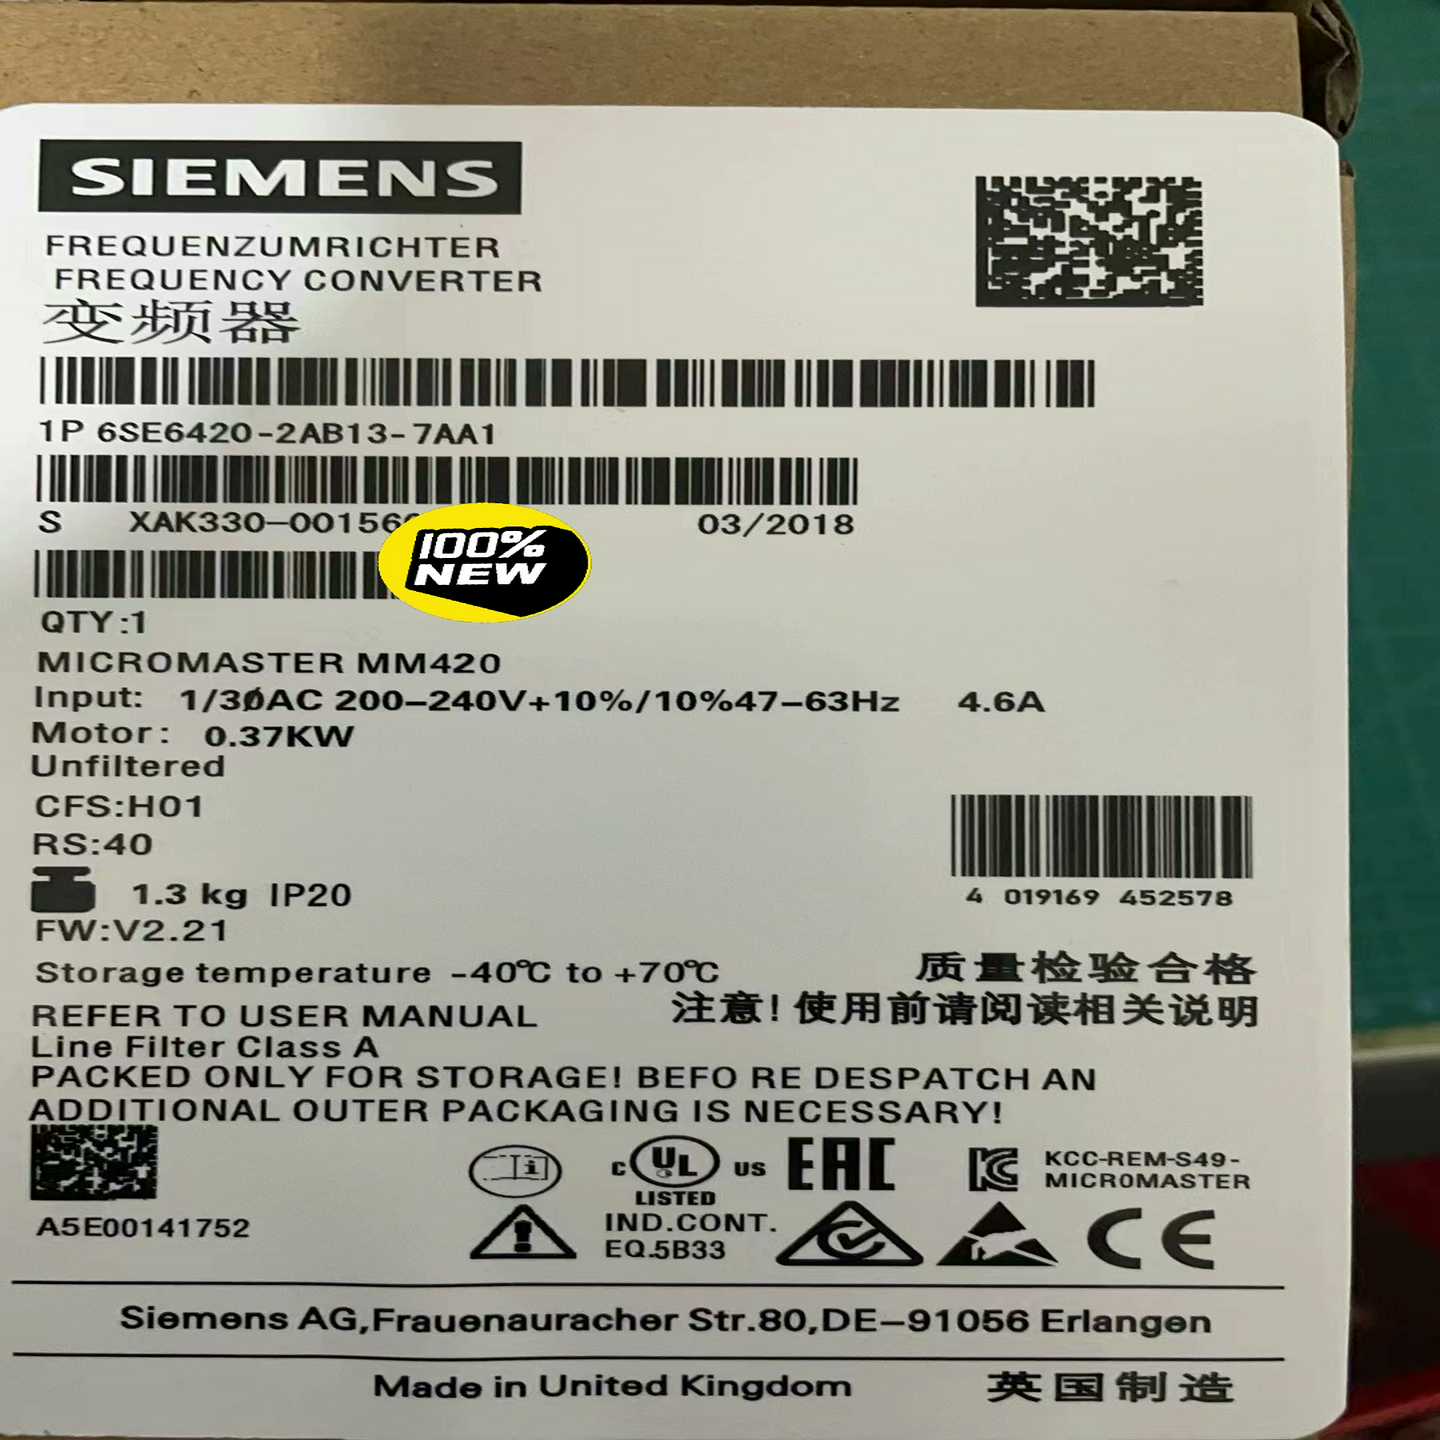 SIEMENS
FREQUENZUMRICHTER
FREQUENCY CONVERTER
变频器
1P 6SE6420-2AB13-7AA1
S XAK330-00156 03/2018
100%
NEW
QTY:1
MICROMASTER MM420
Input: 1/3ØAC 200-240V+10%/10%47-63Hz 4.6A
Motor: 0.37KW
Unfiltered
CFS:H01
RS:40
4 019169 452578
1.3 kg IP20
FW:V2.21
Storage temperature -40℃ to +70℃
质量检验合格
注意!使用前请阅读相关说明
REFER TO USER MANUAL
Line Filter Class A
PACKED ONLY FOR STORAGE! BEFO RE DESPATCH AN
ADDITIONAL OUTER PACKAGING IS NECESSARY!
A5E00141752
C UL US
LISTED
IND.CONT.
EQ.5B33
EAC
KCC-REM-S49-
MICROMASTER
CE
Siemens AG,Frauenauracher Str.80,DE-91056 Erlangen
Made in United Kingdom 英国制造